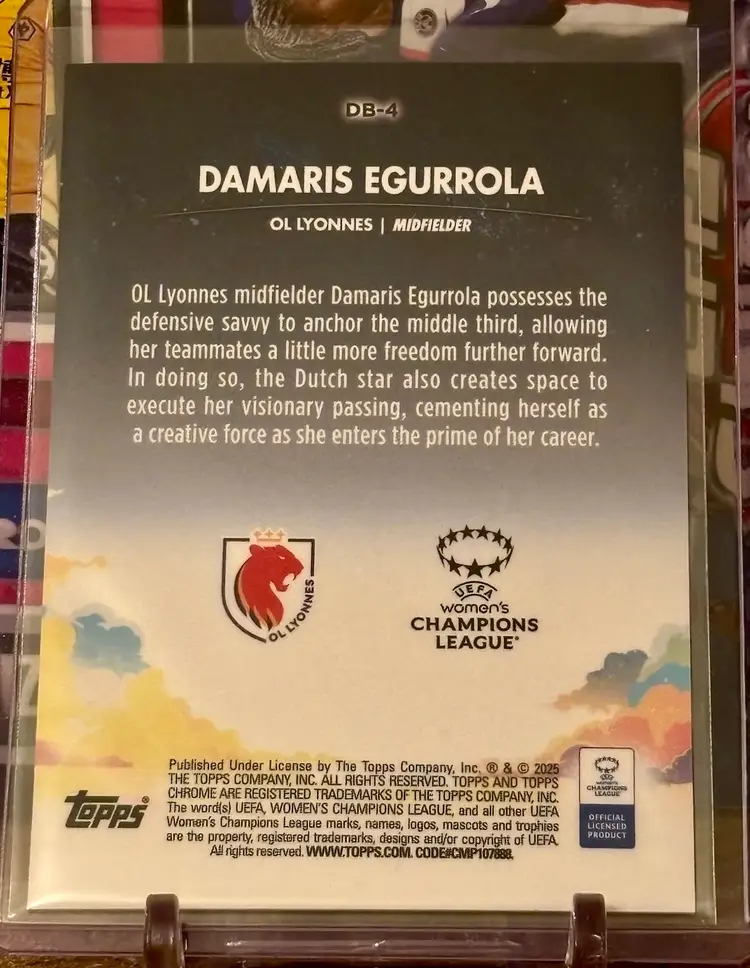 DB-4
DAMARIS EGURROLA
OL LYONNES | MIDFIELDER
OL Lyonnes midfielder Damaris Egurrola possesses the
defensive savvy to anchor the middle third, allowing
her teammates a little more freedom further forward.
In doing so, the Dutch star also creates space to
execute her visionary passing, cementing herself as
a creative force as she enters the prime of her career.
OL LYONNES
UEFA
women's
CHAMPIONS
LEAGUE®
topps®
Published Under License by The Topps Company, Inc. ® & © 2025
THE TOPPS COMPANY, INC. ALL RIGHTS RESERVED. TOPPS AND TOPPS
CHROME ARE REGISTERED TRADEMARKS OF THE TOPPS COMPANY, INC.
The word(s) UEFA, WOMEN'S CHAMPIONS LEAGUE, and all other UEFA
Women's Champions League marks, names, logos, mascots and trophies
are the property, registered trademarks, designs and/or copyright of UEFA.
All rights reserved. WWW.TOPPS.COM. CODE#CMP107888.
WOMEN'S
CHAMPIONS
LEAGUE
OFFICIAL
LICENSED
PRODUCT